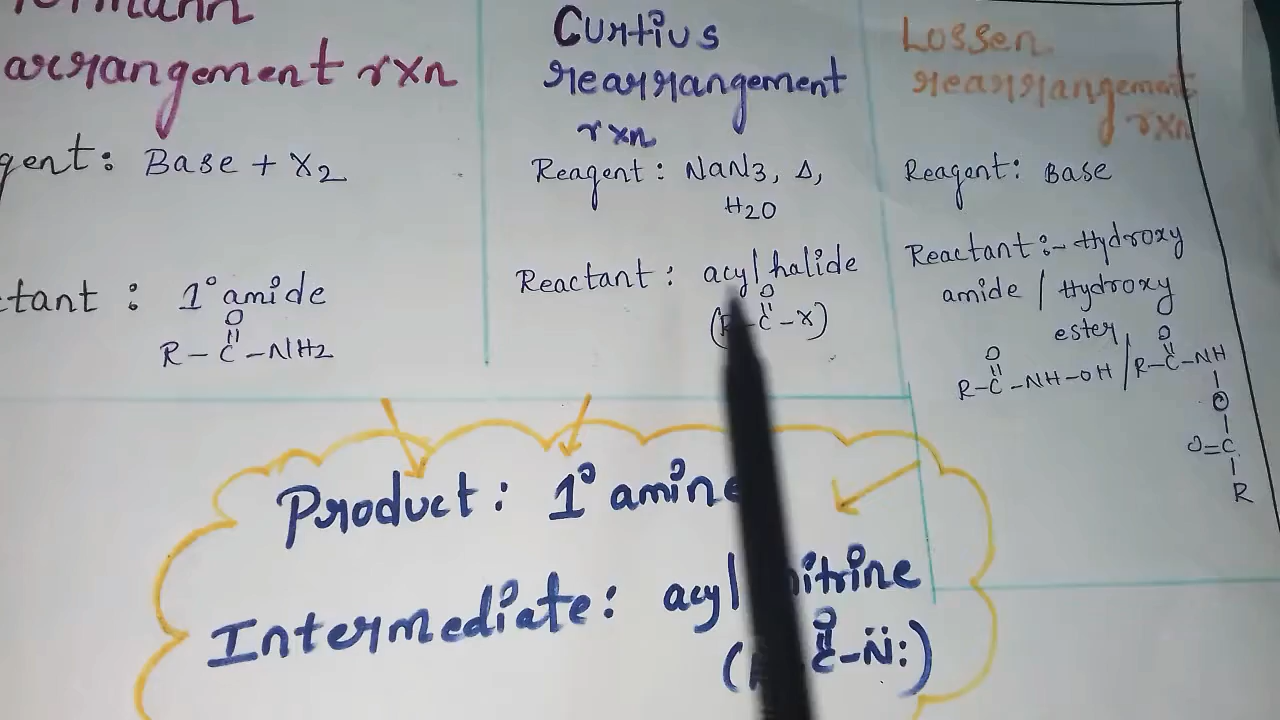 arrangement rxn
gent: Base + X2
tant : 1° amide
O
R-C-NH2
Curtius
rearrangement
rxn
Reagent: NaN3, Δ,
H2O
Reactant : acyl halide
O
C-X)
Lossen
rearrangement
rxn
Reagent: Base
Reactant :- Hydroxy
amide / Hydroxy
ester
O
R-C-NH-OH / R-C-NH
O
O
O=C
R
Product: 1° amine
Intermediate: acyl nitrine
O
C-N̈:)